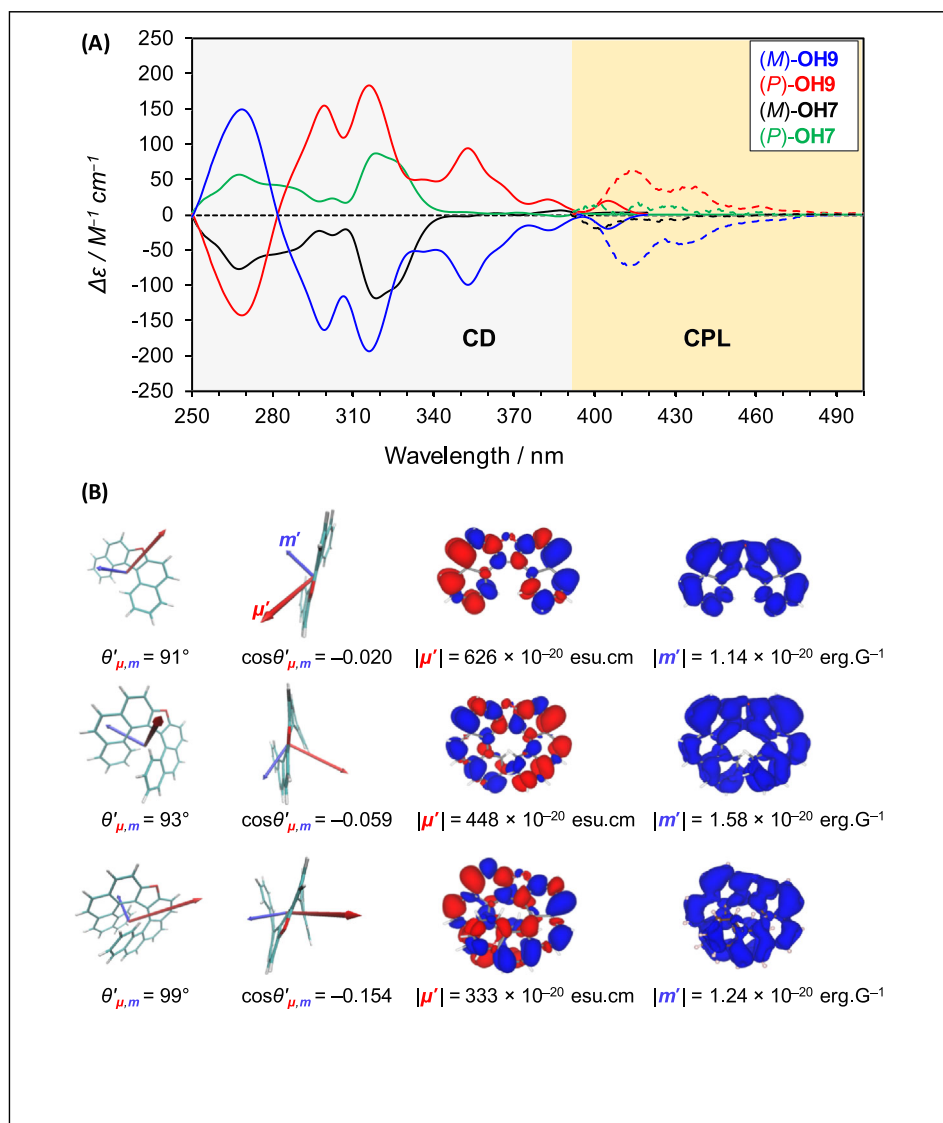 (A)
250
200
150
100
50
0
-50
-100
-150
-200
-250
Δε / M⁻¹ cm⁻¹
(M)-OH9
(P)-OH9
(M)-OH7
(P)-OH7
CD
CPL
250 280 310 340 370 400 430 460 490
Wavelength / nm
(B)
m'
μ'
θ'μ,m = 91° cosθ'μ,m = –0.020 |μ'| = 626 × 10⁻²⁰ esu.cm |m'| = 1.14 × 10⁻²⁰ erg.G⁻¹
θ'μ,m = 93° cosθ'μ,m = –0.059 |μ'| = 448 × 10⁻²⁰ esu.cm |m'| = 1.58 × 10⁻²⁰ erg.G⁻¹
θ'μ,m = 99° cosθ'μ,m = –0.154 |μ'| = 333 × 10⁻²⁰ esu.cm |m'| = 1.24 × 10⁻²⁰ erg.G⁻¹